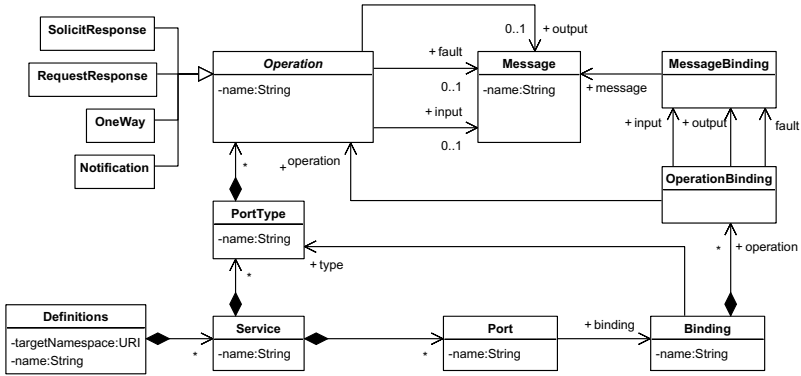 SolicitResponse
RequestResponse
OneWay
Notification
Operation
-name:String
0..1
+ output
+ fault
0..1
+ input
0..1
Message
-name:String
MessageBinding
+ message
+ input
+ output
fault
*
+ operation
OperationBinding
PortType
-name:String
* + operation
+ type
*
Definitions
-targetNamespace:URI
-name:String
*
Service
-name:String
*
Port
-name:String
+ binding
Binding
-name:String